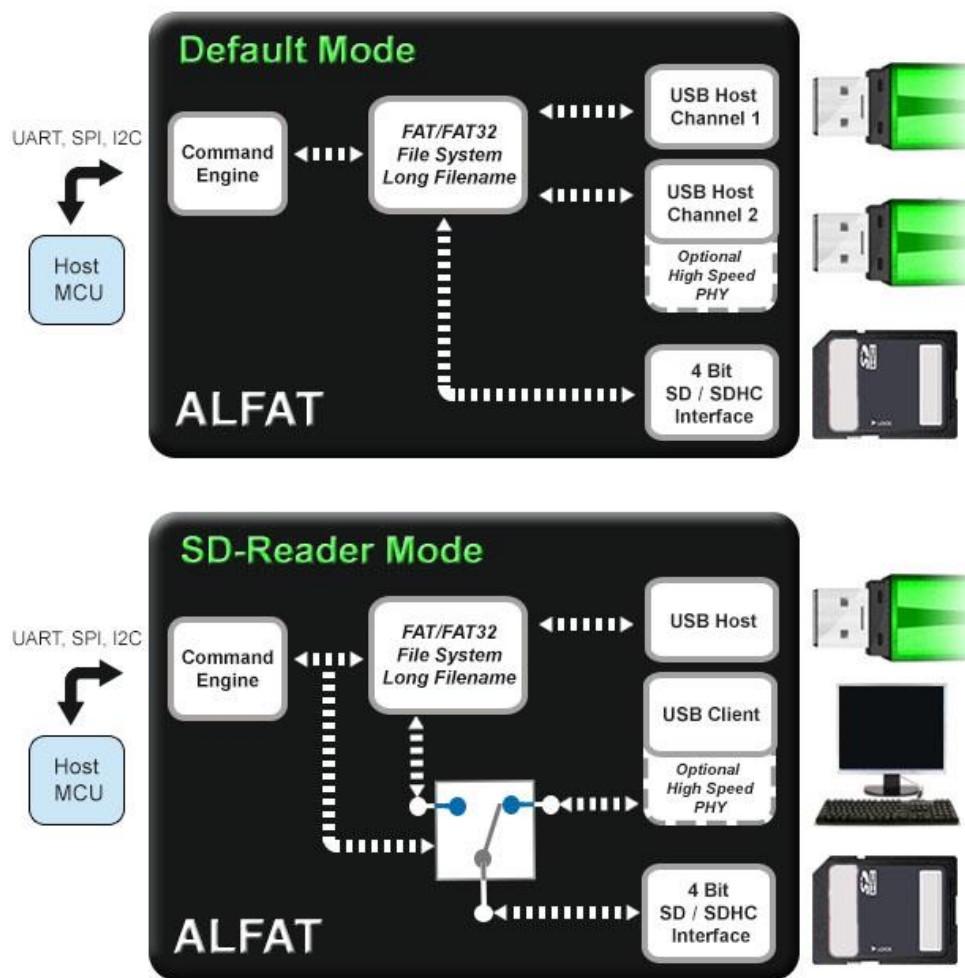 Default Mode
UART, SPI, I2C
Host
MCU
Command
Engine
FAT/FAT32
File System
Long Filename
USB Host
Channel 1
USB Host
Channel 2
Optional
High Speed
PHY
4 Bit
SD / SDHC
Interface
ALFAT
SD-Reader Mode
UART, SPI, I2C
Host
MCU
Command
Engine
FAT/FAT32
File System
Long Filename
USB Host
USB Client
Optional
High Speed
PHY
4 Bit
SD / SDHC
Interface
ALFAT